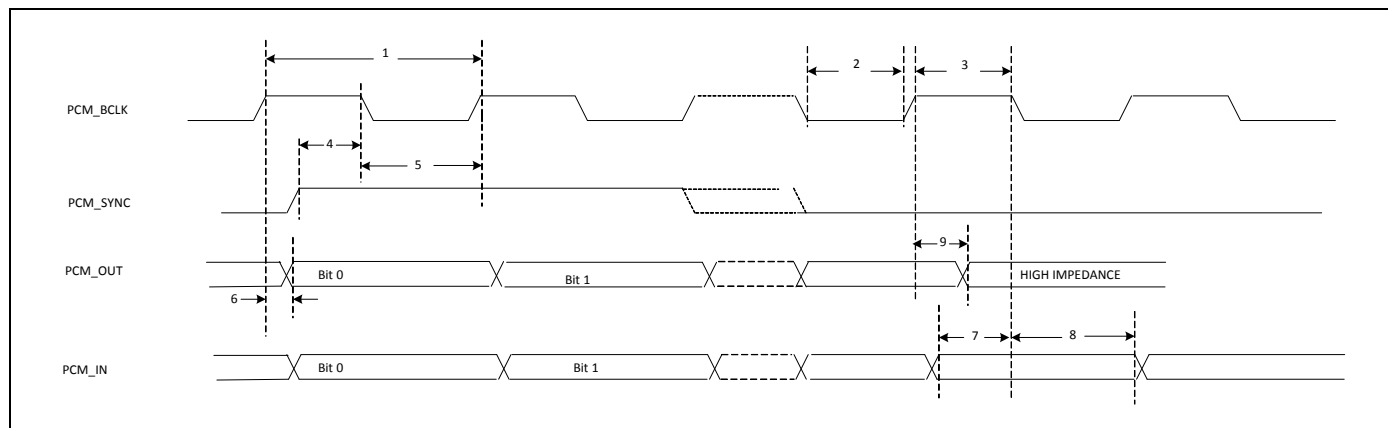 1
2
3
PCM_BCLK
4
5
PCM_SYNC
9
PCM_OUT
Bit 0
Bit 1
HIGH IMPEDANCE
6
7
8
PCM_IN
Bit 0
Bit 1